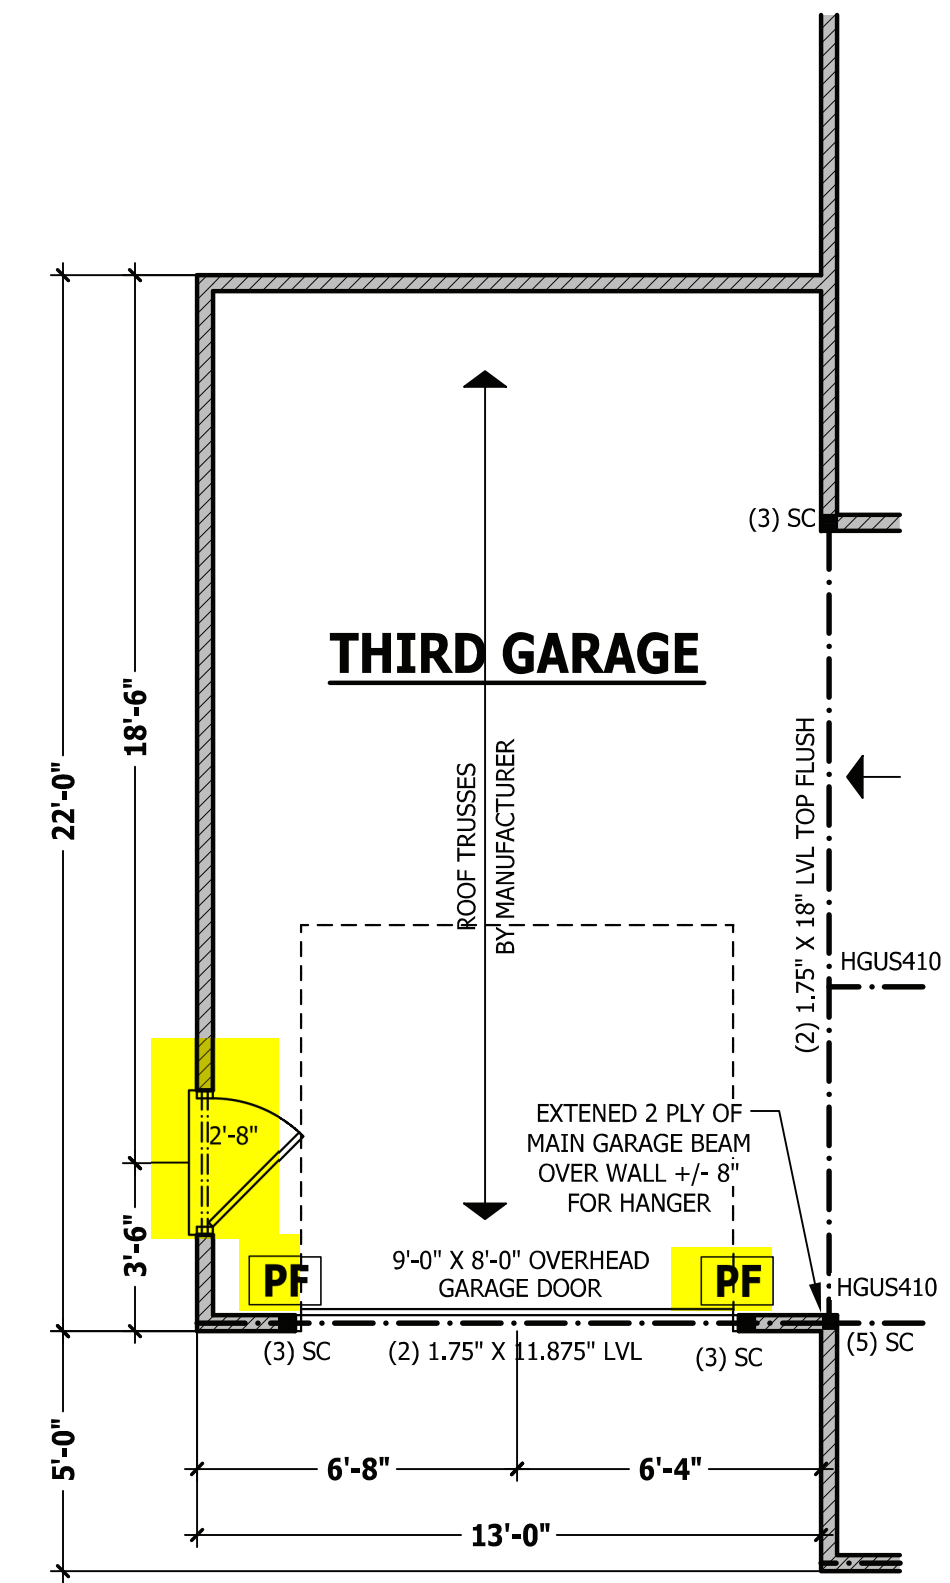 (3) SC
THIRD GARAGE
22'-0"
18'-6"
ROOF TRUSSES
BY MANUFACTURER
(2) 1.75" X 18" LVL TOP FLUSH
HGUS410
2'-8"
EXTENED 2 PLY OF
MAIN GARAGE BEAM
OVER WALL +/- 8"
FOR HANGER
3'-6"
PF
9'-0" X 8'-0" OVERHEAD
GARAGE DOOR
PF
HGUS410
(3) SC
(2) 1.75" X 11.875" LVL
(3) SC
(5) SC
5'-0"
6'-8"
6'-4"
13'-0"